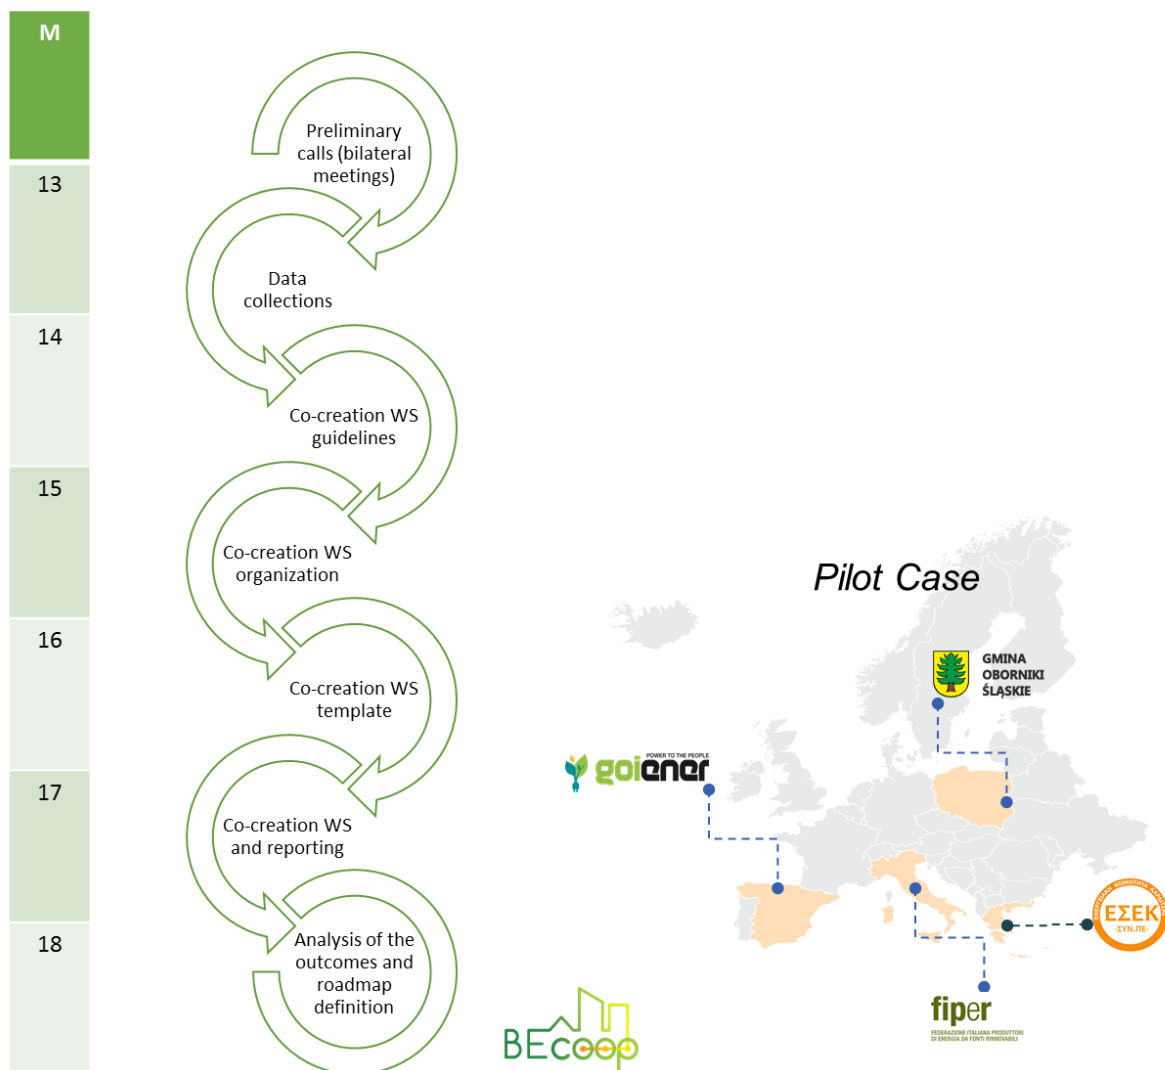 M
13
14
15
16
17
18
Preliminary
calls (bilateral
meetings)
Data
collections
Co-creation WS
guidelines
Co-creation WS
organization
Co-creation WS
template
Co-creation WS
and reporting
Analysis of the
outcomes and
roadmap
definition
Pilot Case
GMINA
OBORNIKI
ŚLĄSKIE
POWER TO THE PEOPLE
goiener
ΕΝΕΡΓΕΙΑΚΗ ΚΟΙΝΟΤΗΤΑ
ΕΣΕΚ
-ΣΥΝ.ΠΕ-
fiper
FEDERAZIONE ITALIANA PRODUTTORI
DI ENERGIA DA FONTI RINNOVABILI
BEcoop